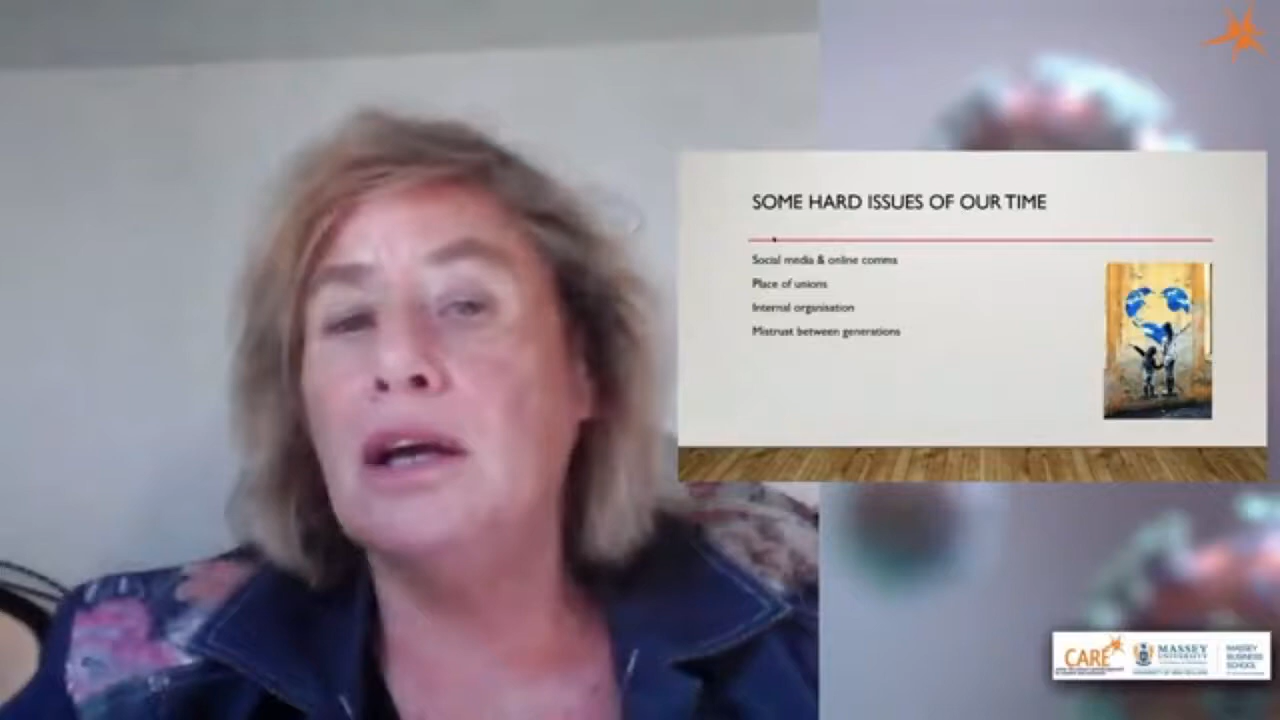 SOME HARD ISSUES OF OUR TIME
Social media & online comms
Place of unions
Internal organisation
Mistrust between generations
CARE
MASSEY
MASSEY
BUSINESS
SCHOOL